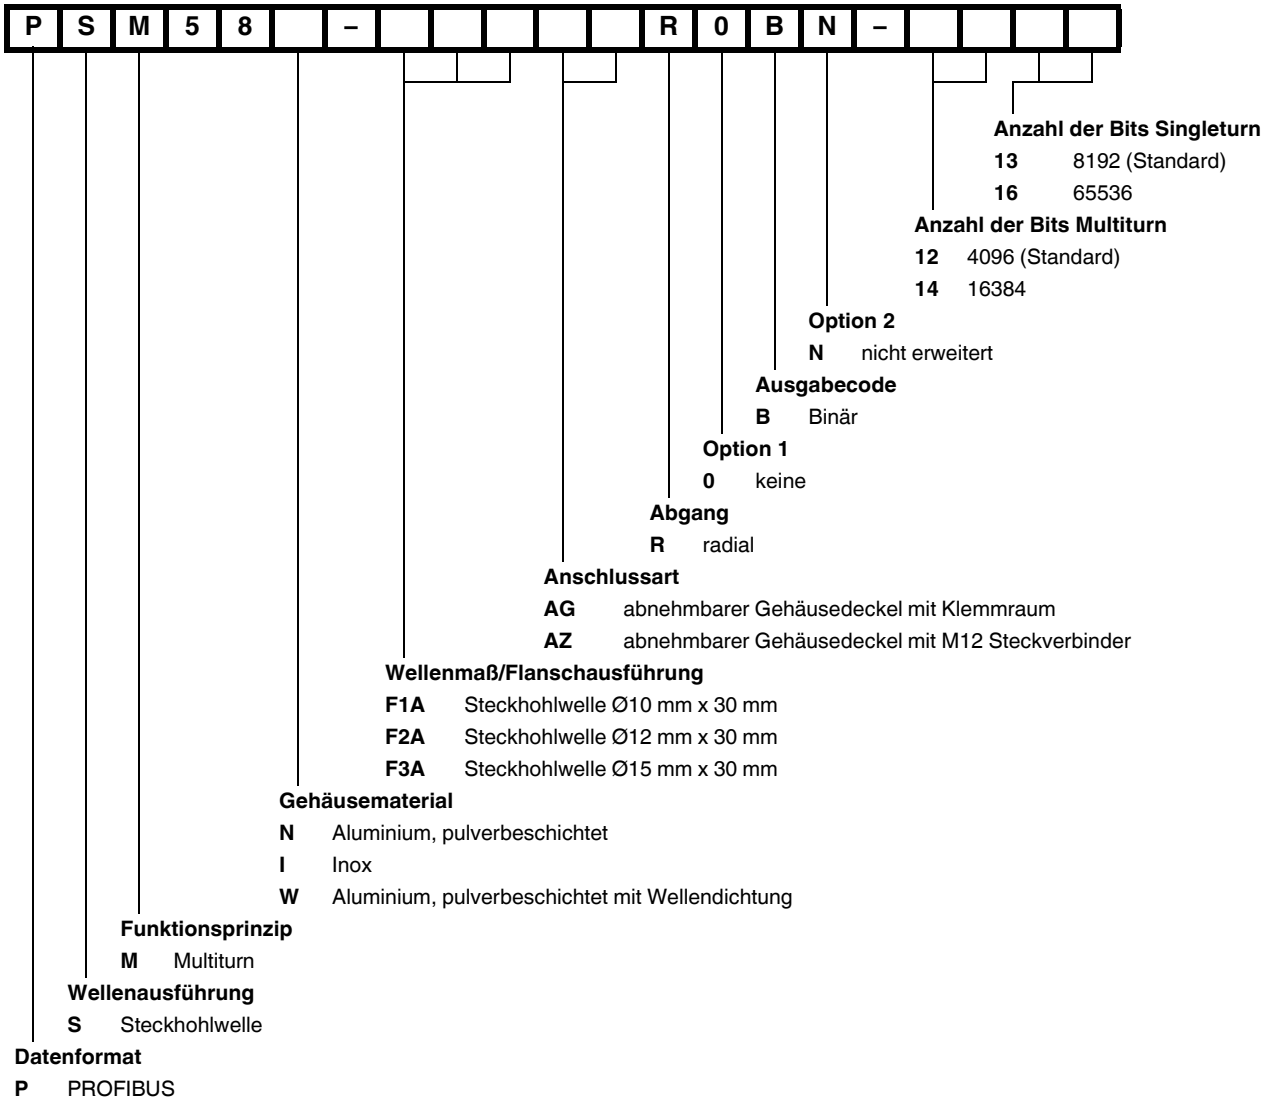 P S M 5 8 – R 0 B N –
Anzahl der Bits Singleturn
13 8192 (Standard)
16 65536
Anzahl der Bits Multiturn
12 4096 (Standard)
14 16384
Option 2
N nicht erweitert
Ausgabecode
B Binär
Option 1
0 keine
Abgang
R radial
Anschlussart
AG abnehmbarer Gehäusedeckel mit Klemmraum
AZ abnehmbarer Gehäusedeckel mit M12 Steckverbinder
Wellenmaß/Flanschausführung
F1A Steckhohlwelle Ø10 mm x 30 mm
F2A Steckhohlwelle Ø12 mm x 30 mm
F3A Steckhohlwelle Ø15 mm x 30 mm
Gehäusematerial
N Aluminium, pulverbeschichtet
I Inox
W Aluminium, pulverbeschichtet mit Wellendichtung
Funktionsprinzip
M Multiturn
Wellenausführung
S Steckhohlwelle
Datenformat
P PROFIBUS